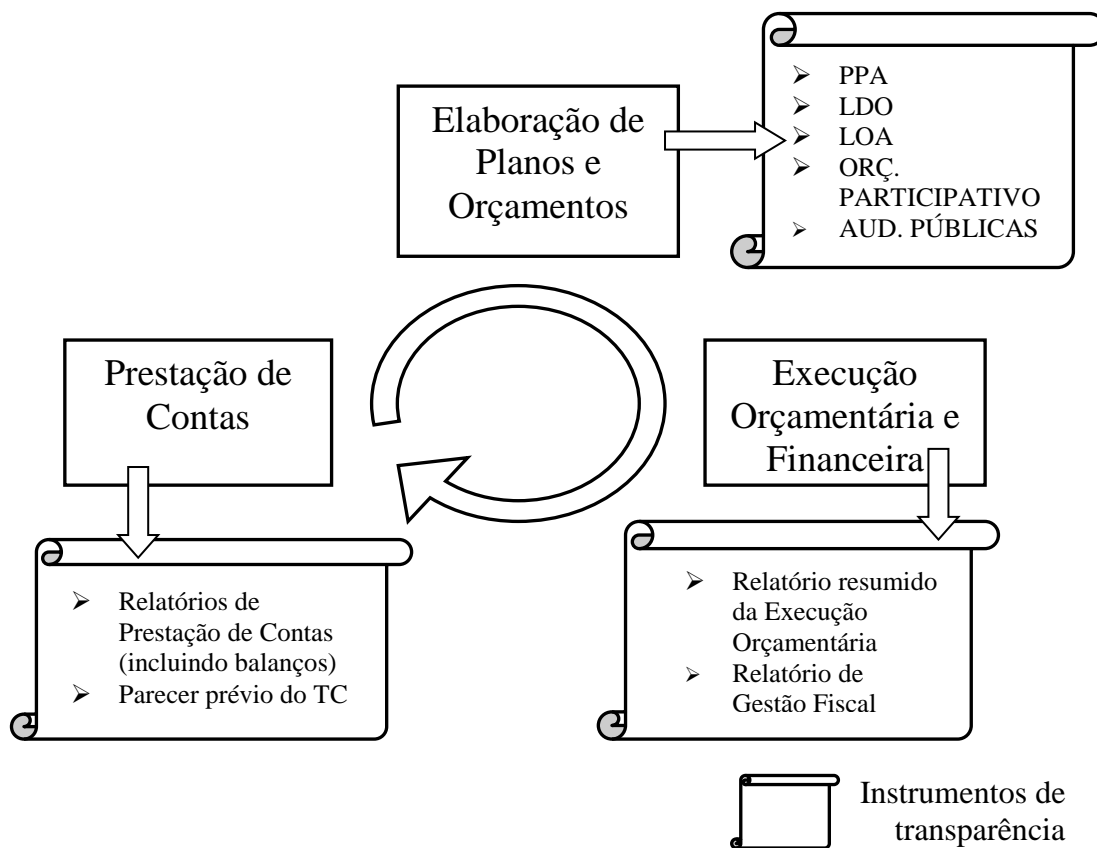 Elaboração de
Planos e
Orçamentos
PPA
LDO
LOA
ORÇ.
PARTICIPATIVO
AUD. PÚBLICAS
Prestação de
Contas
Execução
Orçamentária e
Financeira
Relatórios de
Prestação de Contas
(incluindo balanços)
Parecer prévio do TC
Relatório resumido
da Execução
Orçamentária
Relatório de
Gestão Fiscal
Instrumentos de
transparência